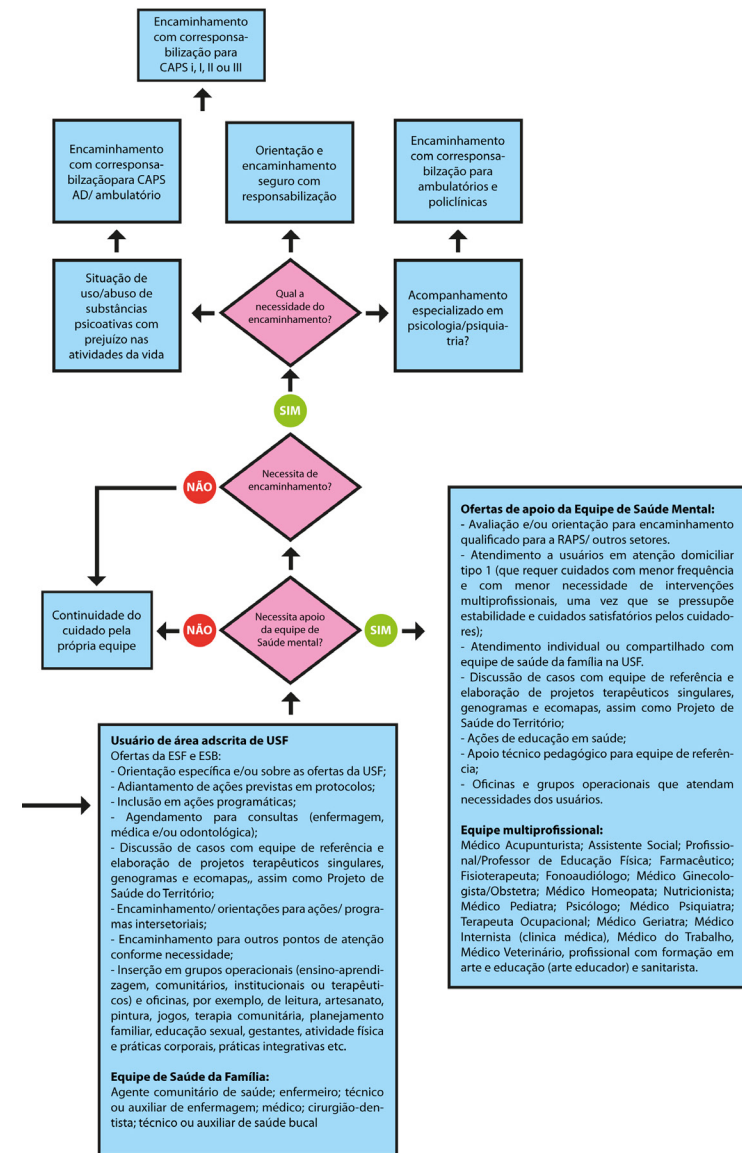 Encaminhamento
com corresponsa-
bilização para
CAPS i, I, II ou III
Encaminhamento
com corresponsa-
bilzaçãopara CAPS
AD/ ambulatório
Orientação e
encaminhamento
seguro com
responsabilização
Encaminhamento
com corresponsa-
bilzação para
ambulatórios e
policlínicas
Situação de
uso/abuso de
substâncias
psicoativas com
prejuízo nas
atividades da vida
Qual a
necessidade do
encaminhamento?
Acompanhamento
especializado em
psicologia/psiquia-
tria?
SIM
NÃO
Necessita de
encaminhamento?
Continuidade do
cuidado pela
própria equipe
NÃO
Necessita apoio
da equipe de
Saúde mental?
SIM
Ofertas de apoio da Equipe de Saúde Mental:
- Avaliação e/ou orientação para encaminhamento
qualificado para a RAPS/ outros setores.
- Atendimento a usuários em atenção domiciliar
tipo 1 (que requer cuidados com menor frequência
e com menor necessidade de intervenções
multiprofissionais, uma vez que se pressupõe
estabilidade e cuidados satisfatórios pelos cuidado-
res);
- Atendimento individual ou compartilhado com
equipe de saúde da família na USF.
- Discussão de casos com equipe de referência e
elaboração de projetos terapêuticos singulares,
genogramas e ecomapas, assim como Projeto de
Saúde do Território;
- Ações de educação em saúde;
- Apoio técnico pedagógico para equipe de referên-
cia;
- Oficinas e grupos operacionais que atendam
necessidades dos usuários.
Equipe multiprofissional:
Médico Acupunturista; Assistente Social; Profissio-
nal/Professor de Educação Física; Farmacêutico;
Fisioterapeuta; Fonoaudiólogo; Médico Ginecolo-
gista/Obstetra; Médico Homeopata; Nutricionista;
Médico Pediatra; Psicólogo; Médico Psiquiatra;
Terapeuta Ocupacional; Médico Geriatra; Médico
Internista (clinica médica), Médico do Trabalho,
Médico Veterinário, profissional com formação em
arte e educação (arte educador) e sanitarista.
Usuário de área adscrita de USF
Ofertas da ESF e ESB:
- Orientação específica e/ou sobre as ofertas da USF;
- Adiantamento de ações previstas em protocolos;
- Inclusão em ações programáticas;
- Agendamento para consultas (enfermagem,
médica e/ou odontológica);
- Discussão de casos com equipe de referência e
elaboração de projetos terapêuticos singulares,
genogramas e ecomapas,, assim como Projeto de
Saúde do Território;
- Encaminhamento/ orientações para ações/ progra-
mas intersetoriais;
- Encaminhamento para outros pontos de atenção
conforme necessidade;
- Inserção em grupos operacionais (ensino-aprendi-
zagem, comunitários, institucionais ou terapêuti-
cos) e oficinas, por exemplo, de leitura, artesanato,
pintura, jogos, terapia comunitária, planejamento
familiar, educação sexual, gestantes, atividade física
e práticas corporais, práticas integrativas etc.
Equipe de Saúde da Família:
Agente comunitário de saúde; enfermeiro; técnico
ou auxiliar de enfermagem; médico; cirurgião-den-
tista; técnico ou auxiliar de saúde bucal